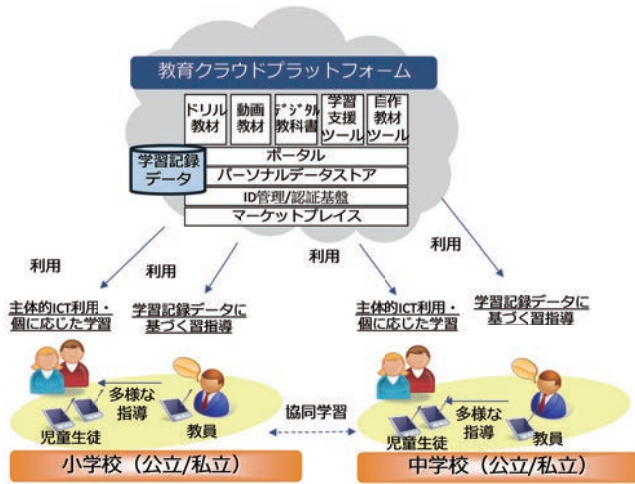 教育クラウドプラットフォーム
ドリル
教材
動画
教材
デジタル
教科書
学習
支援
ツール
自作
教材
ツール
学習記録
データ
ポータル
パーソナルデータストア
ID管理/認証基盤
マーケットプレイス
利用
利用
利用
利用
主体的ICT利用・
個に応じた学習
学習記録データに
基づく習指導
主体的ICT利用・
個に応じた学習
学習記録データに
基づく習指導
多様な
指導
児童生徒
教員
協同学習
多様な
指導
児童生徒
教員
小学校（公立/私立）
中学校（公立/私立）